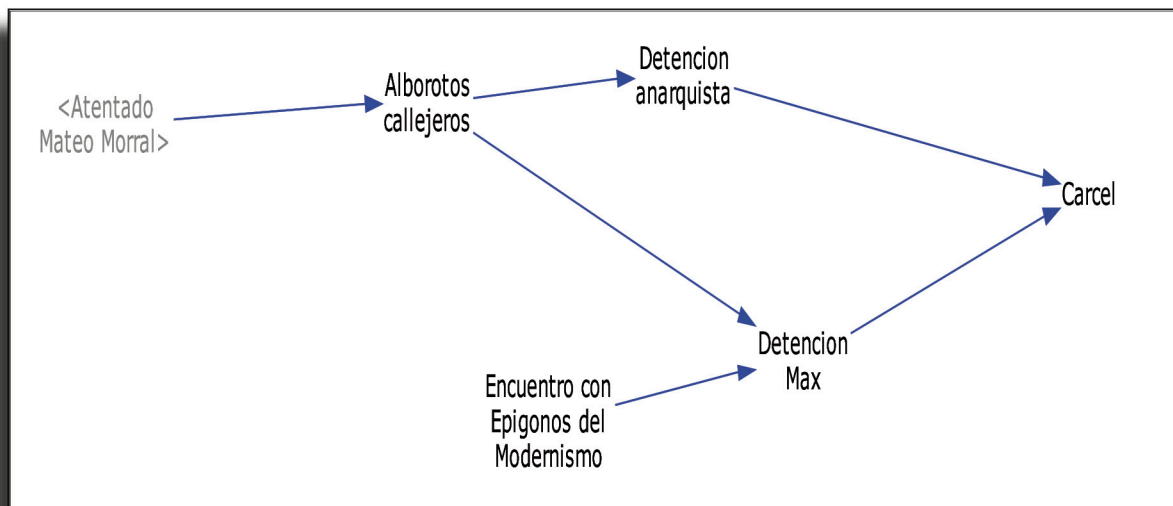 <Atentado
Mateo Morral>
Alborotos
callejeros
Detencion
anarquista
Carcel
Detencion
Max
Encuentro con
Epigonos del
Modernismo